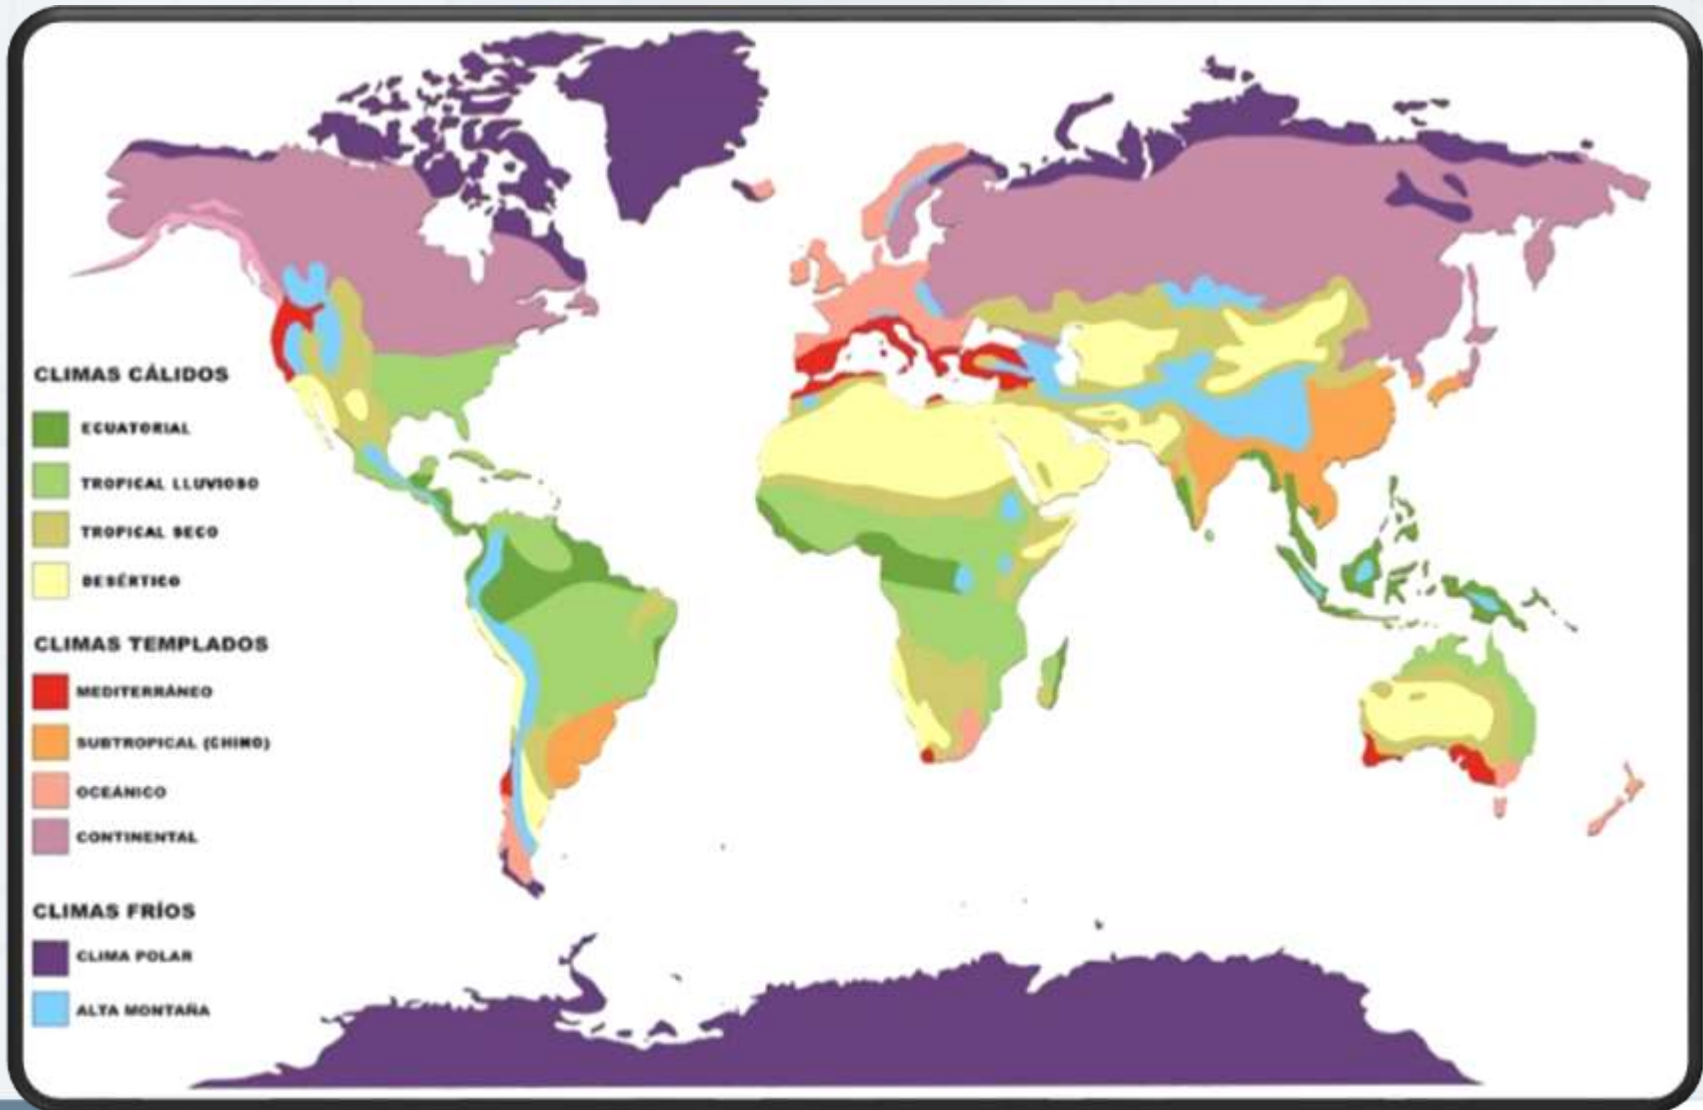 CLIMAS CÁLIDOS
ECUATORIAL
TROPICAL LLUVIOSO
TROPICAL SECO
DESÉRTICO
CLIMAS TEMPLADOS
MEDITERRÁNEO
SUBTROPICAL (CHINO)
OCEÁNICO
CONTINENTAL
CLIMAS FRÍOS
CLIMA POLAR
ALTA MONTAÑA